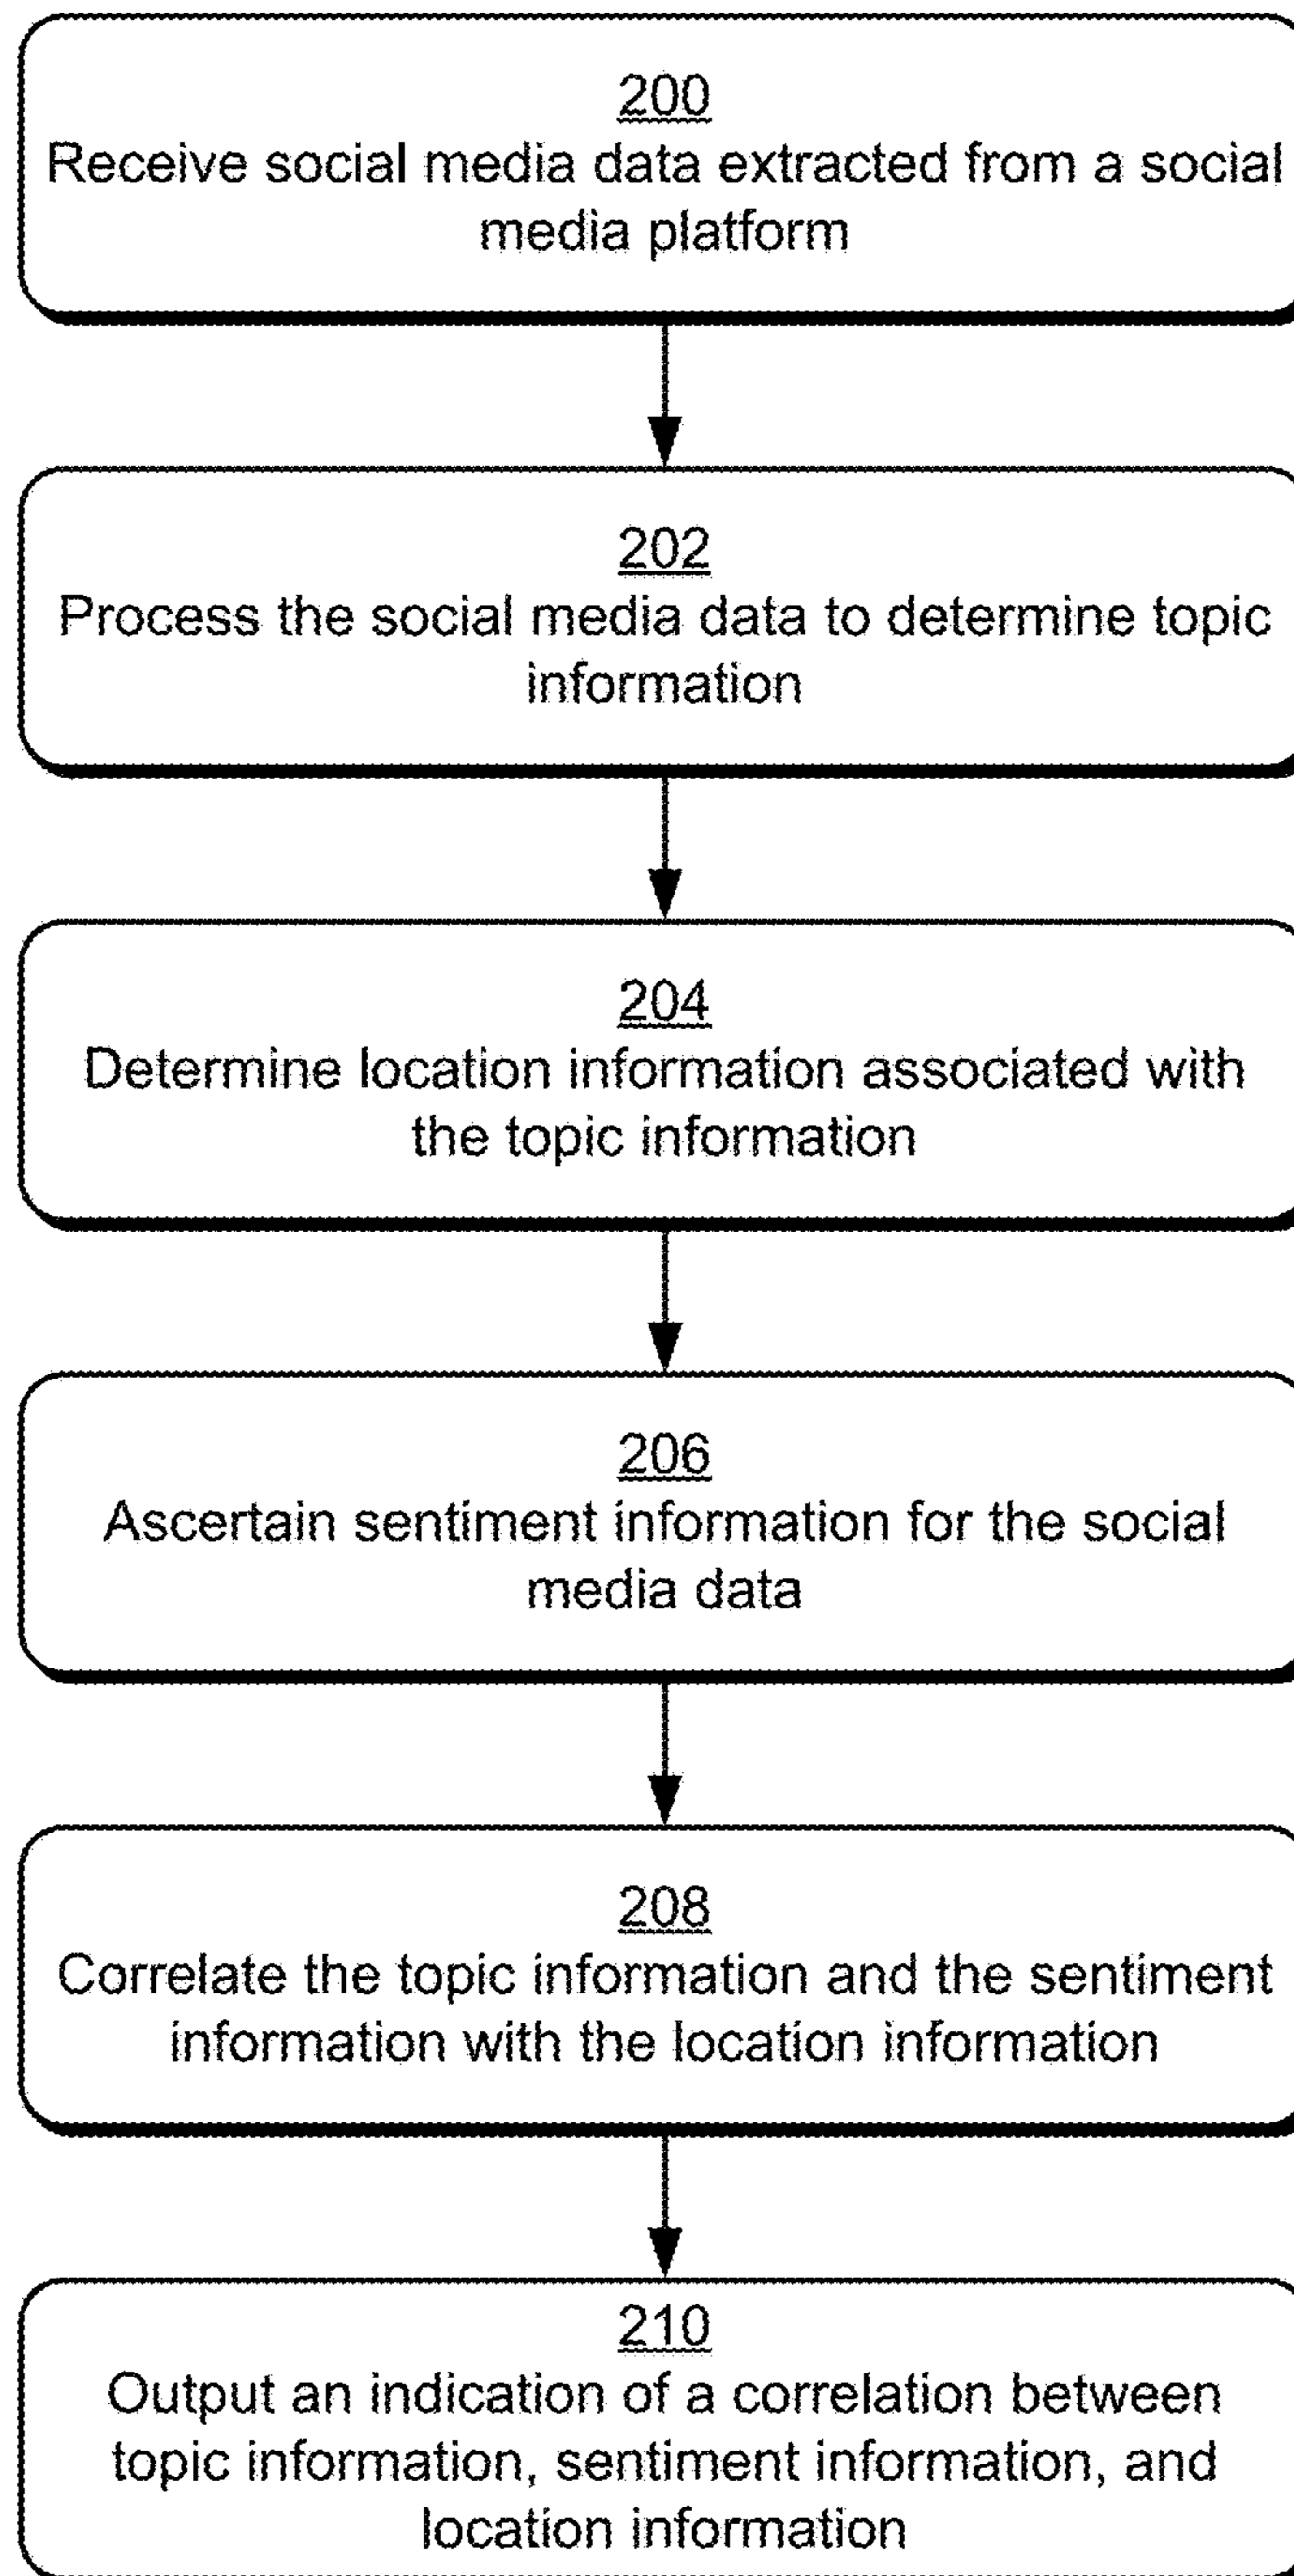 200
Receive social media data extracted from a social
media platform
202
Process the social media data to determine topic
information
204
Determine location information associated with
the topic information
206
Ascertain sentiment information for the social
media data
208
Correlate the topic information and the sentiment
information with the location information
210
Output an indication of a correlation between
topic information, sentiment information, and
location information